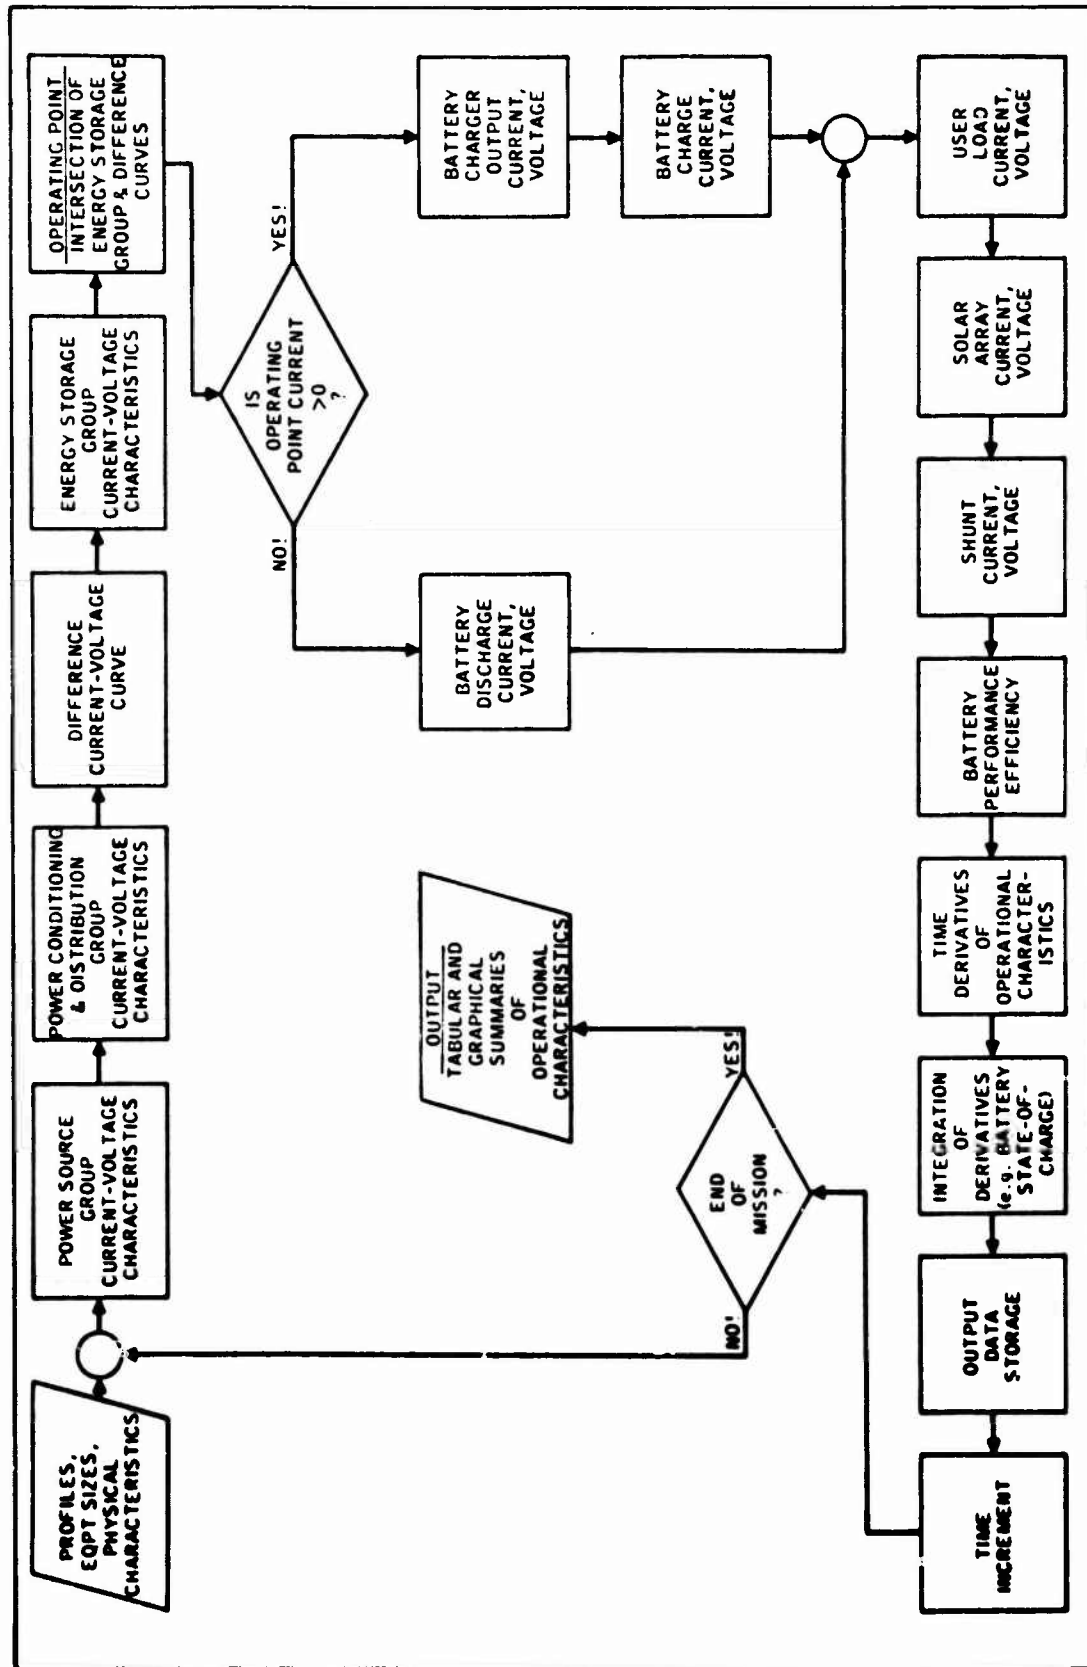 PROFILES,
EQPT SIZES,
PHYSICAL
CHARACTERISTICS
POWER SOURCE
GROUP
CURRENT-VOLTAGE
CHARACTERISTICS
POWER CONDITIONING
& DISTRIBUTION
GROUP
CURRENT-VOLTAGE
CHARACTERISTICS
DIFFERENCE
CURRENT-VOLTAGE
CURVE
ENERGY STORAGE
GROUP
CURRENT-VOLTAGE
CHARACTERISTICS
OPERATING POINT
INTERSECTION OF
ENERGY STORAGE
GROUP & DIFFERENCE
CURVES
IS
OPERATING
POINT CURRENT
>0
?
NO!
YES!
BATTERY
DISCHARGE
CURRENT,
VOLTAGE
BATTERY
CHARGER
OUTPUT
CURRENT,
VOLTAGE
BATTERY
CHARGE
CURRENT,
VOLTAGE
USER
LOAD
CURRENT,
VOLTAGE
SOLAR
ARRAY
CURRENT,
VOLTAGE
SHUNT
CURRENT,
VOLTAGE
BATTERY
PERFORMANCE
EFFICIENCY
TIME
DERIVATIVES
OF
OPERATIONAL
CHARACTER-
ISTICS
INTEGRATION
OF
DERIVATIVES
(e.g. BATTERY
STATE-OF-
CHARGE)
OUTPUT
DATA
STORAGE
TIME
INCREMENT
END
OF
MISSION
?
NO!
YES!
OUTPUT
TABULAR AND
GRAPHICAL
SUMMARIES
OF
OPERATIONAL
CHARACTERISTICS